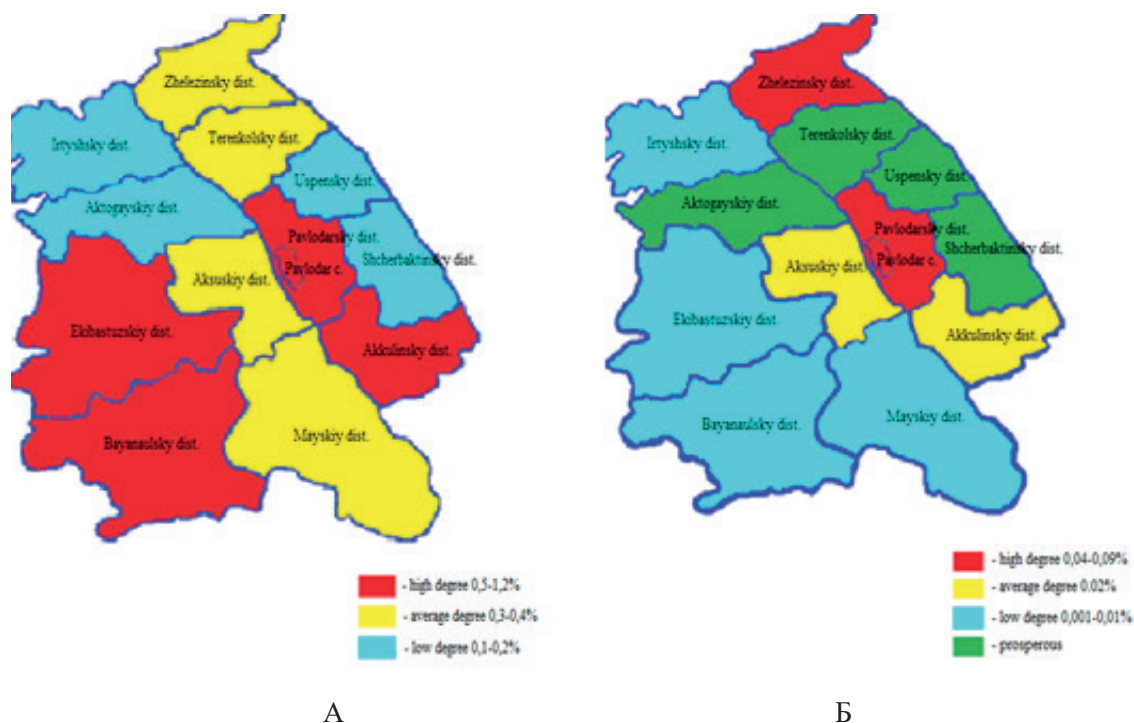 Zhelezinsky dist.
Terenkolsky dist.
Irtyshsky dist.
Uspensky dist.
Aktogayskiy dist.
Pavlodarsky dist.
Shcherbaktinsky dist.
Pavlodar c.
Aksuskiy dist.
Ekibastuzskiy dist.
Akkulinsky dist.
Bayanaulsky dist.
Mayskiy dist.
- high degree 0,5-1,2%
- average degree 0,3-0,4%
- low degree 0,1-0,2%
А
Zhelezinsky dist.
Terenkolsky dist.
Irtyshsky dist.
Uspensky dist.
Aktogayskiy dist.
Pavlodarsky dist.
Shcherbaktinsky dist.
Pavlodar c.
Aksuskiy dist.
Ekibastuzskiy dist.
Akkulinsky dist.
Mayskiy dist.
Bayanaulsky dist.
- high degree 0,04-0,09%
- average degree 0.02%
- low degree 0,001-0,01%
- prosperous
Б